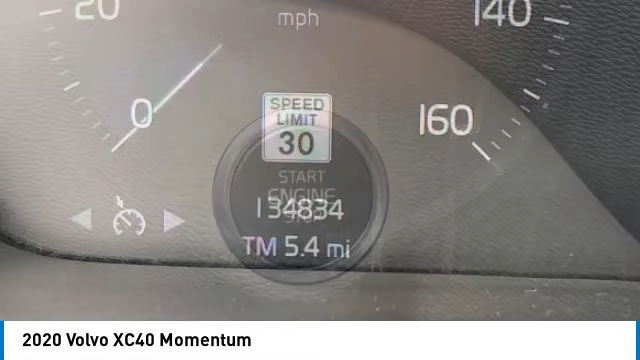 20
mph
140
0
SPEED
LIMIT
30
160
START
ENGINE
134834
TM 5.4 mi
2020 Volvo XC40 Momentum